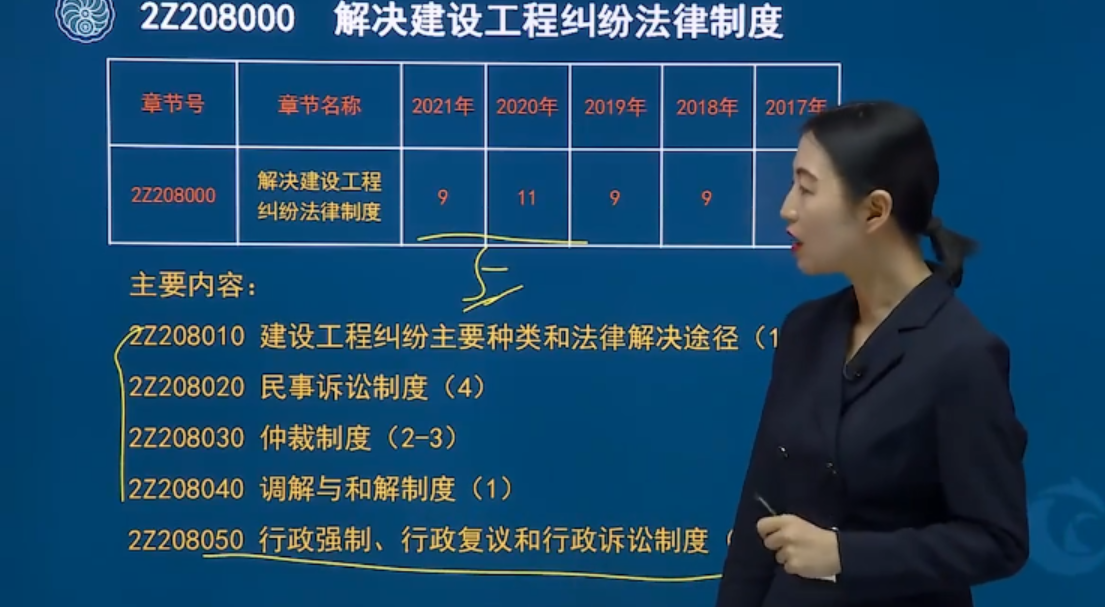 2Z208000 解决建设工程纠纷法律制度
章节号 章节名称 2021年 2020年 2019年 2018年 2017年
2Z208000 解决建设工程 9 11 9 9
纠纷法律制度
5
主要内容：
2Z208010 建设工程纠纷主要种类和法律解决途径（1
2Z208020 民事诉讼制度（4）
2Z208030 仲裁制度（2-3）
2Z208040 调解与和解制度（1）
2Z208050 行政强制、行政复议和行政诉讼制度（